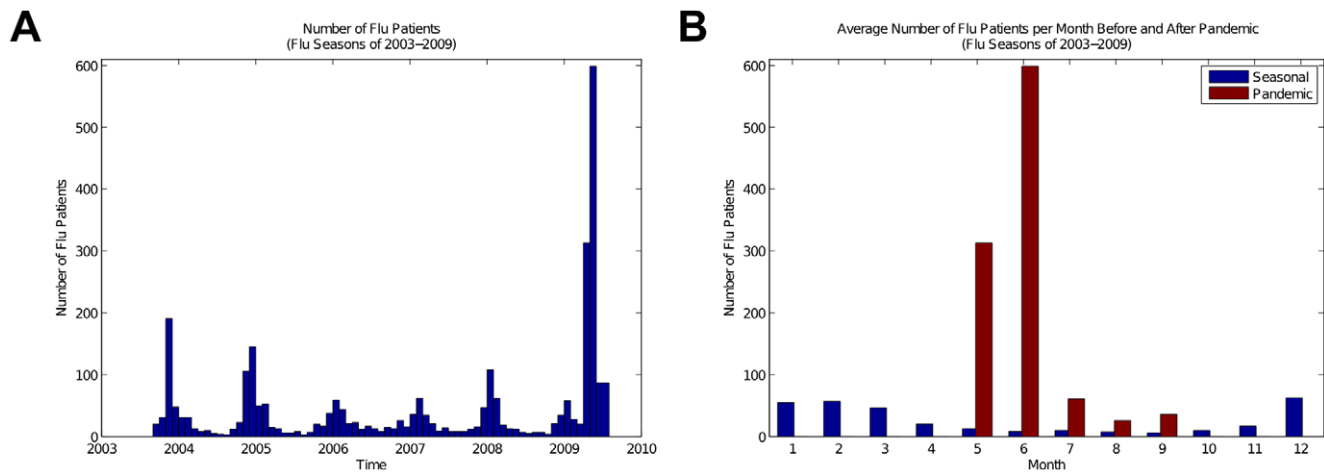 A
Number of Flu Patients
(Flu Seasons of 2003–2009)
600
500
400
300
200
100
0
Number of Flu Patients
2003 2004 2005 2006 2007 2008 2009 2010
Time
B
Average Number of Flu Patients per Month Before and After Pandemic
(Flu Seasons of 2003–2009)
Seasonal
Pandemic
600
500
400
300
200
100
0
Number of Flu Patients
1 2 3 4 5 6 7 8 9 10 11 12
Month